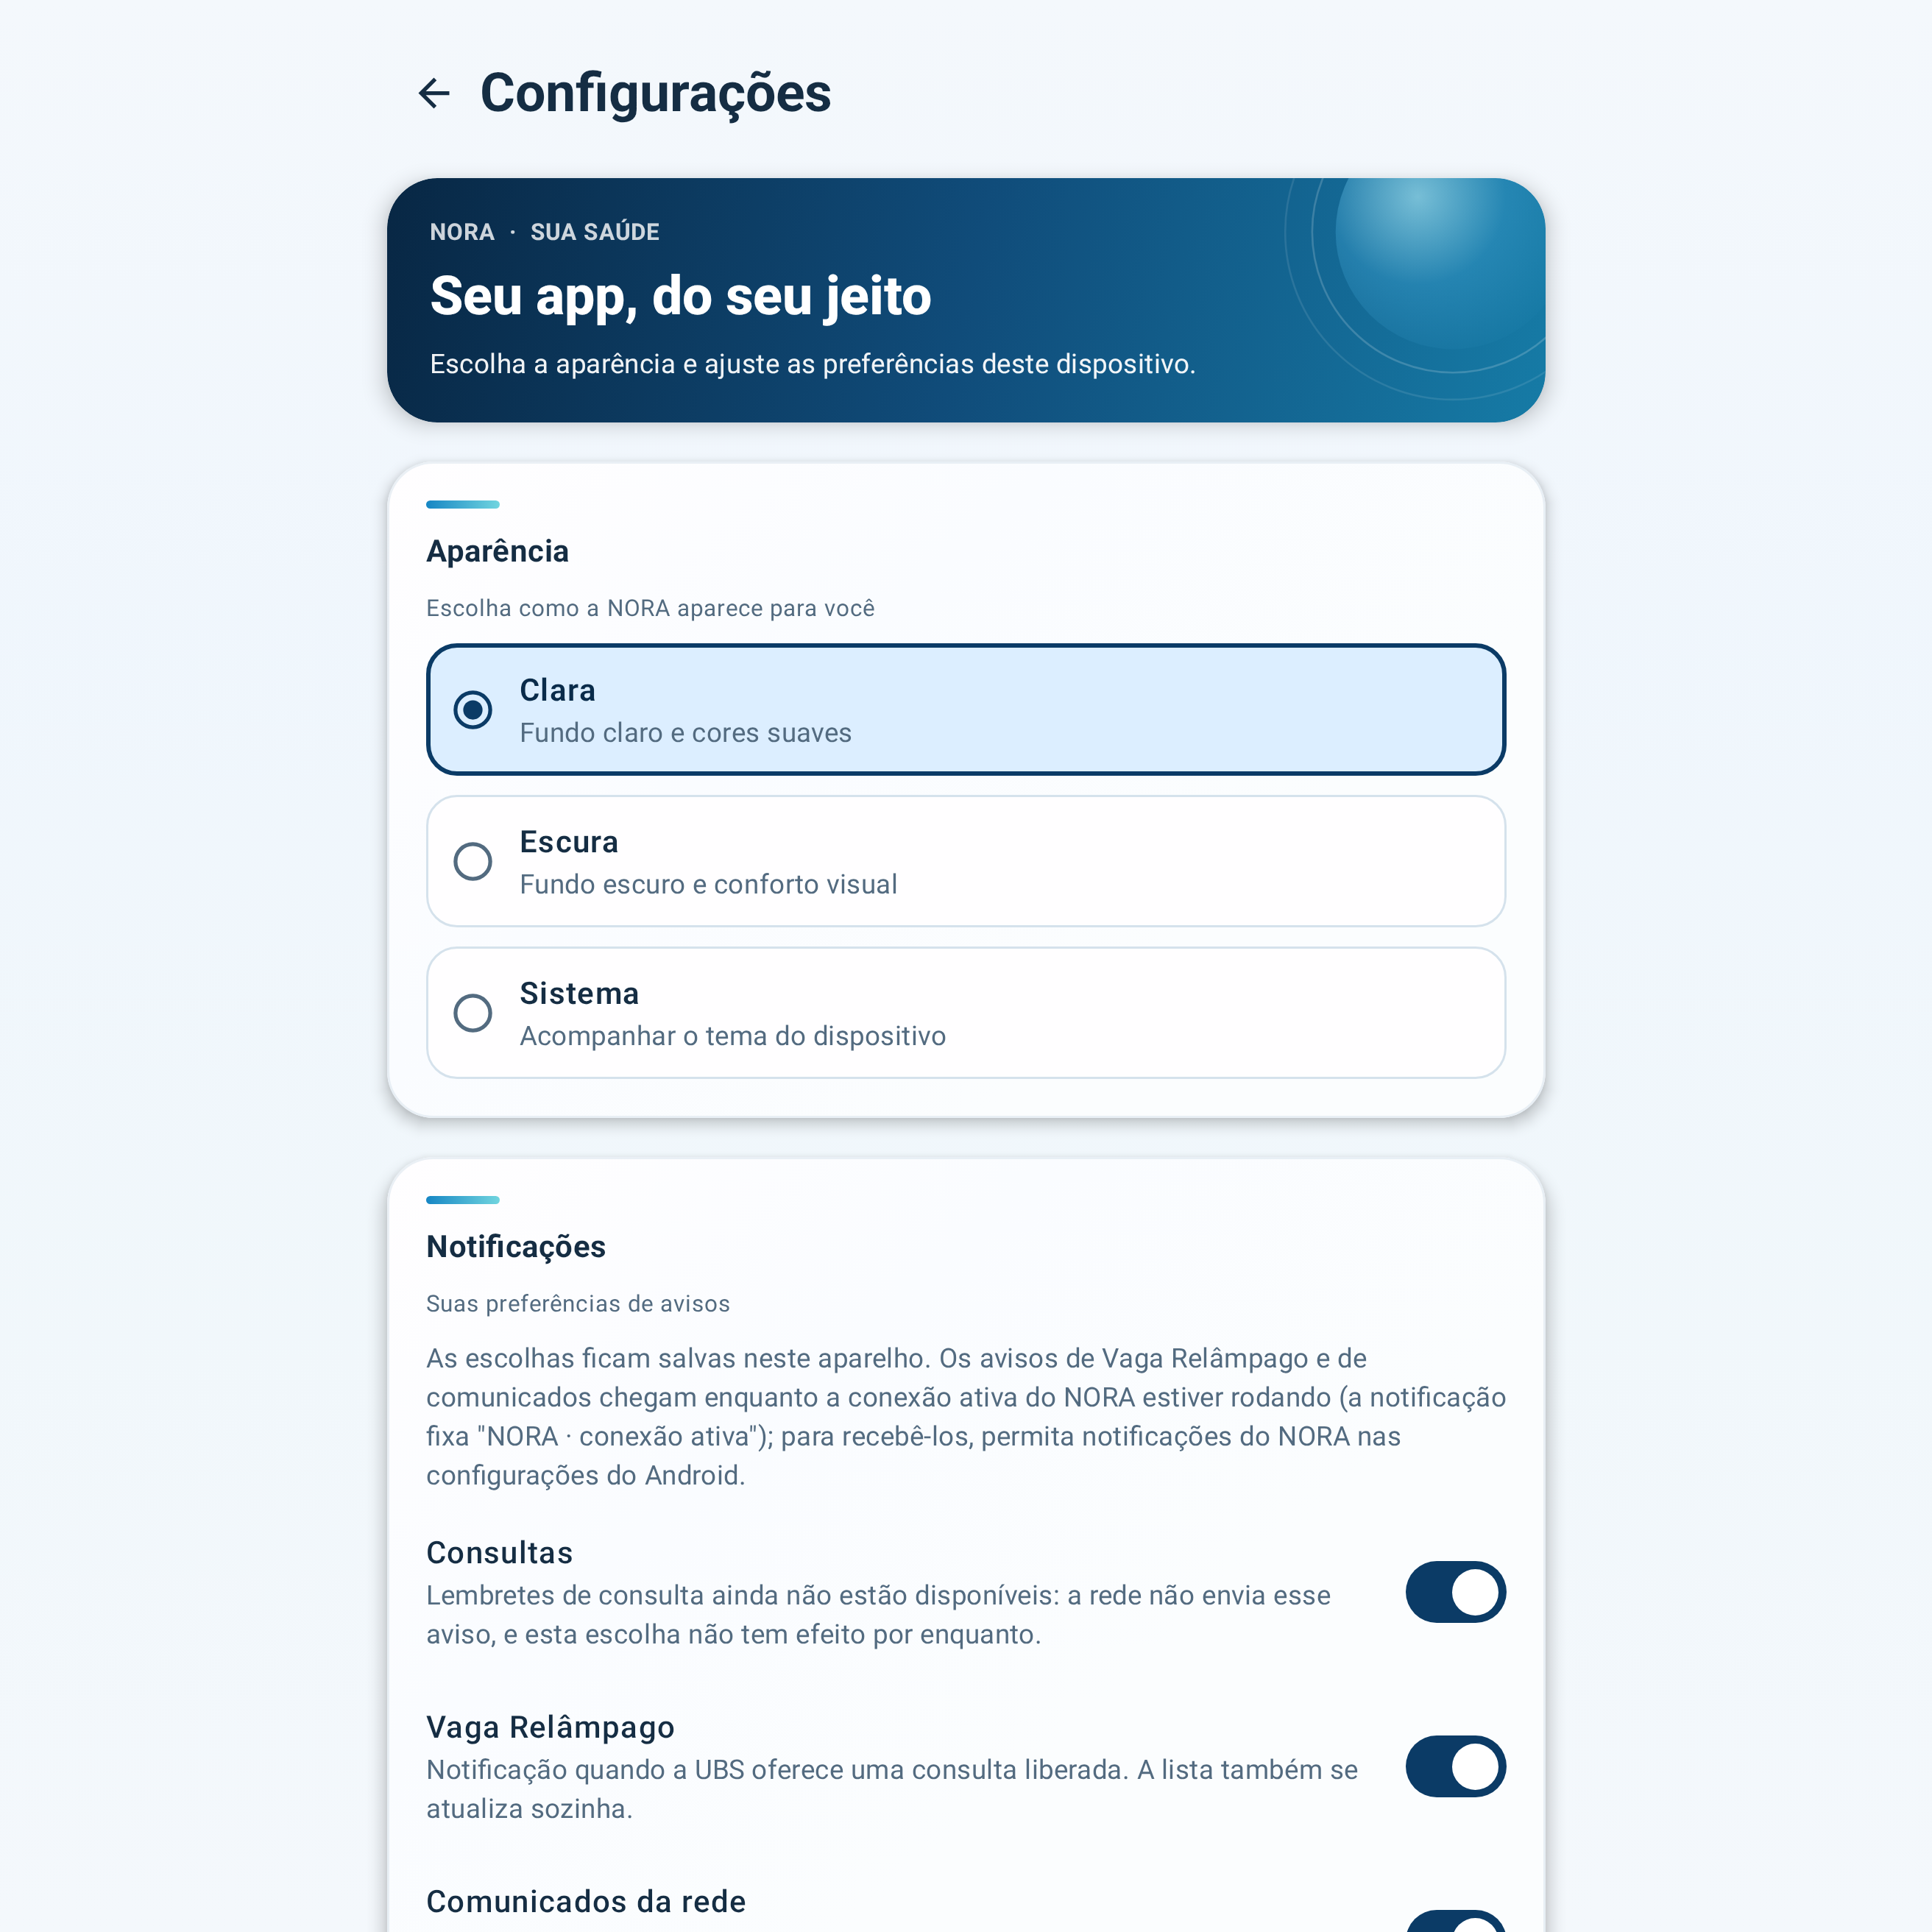 Configurações
NORA · SUA SAÚDE
Seu app, do seu jeito
Escolha a aparência e ajuste as preferências deste dispositivo.
Aparência
Escolha como a NORA aparece para você
Clara
Fundo claro e cores suaves
Escura
Fundo escuro e conforto visual
Sistema
Acompanhar o tema do dispositivo
Notificações
Suas preferências de avisos
As escolhas ficam salvas neste aparelho. Os avisos de Vaga Relâmpago e de
comunicados chegam enquanto a conexão ativa do NORA estiver rodando (a notificação
fixa "NORA · conexão ativa"); para recebê-los, permita notificações do NORA nas
configurações do Android.
Consultas
Lembretes de consulta ainda não estão disponíveis: a rede não envia esse
aviso, e esta escolha não tem efeito por enquanto.
Vaga Relâmpago
Notificação quando a UBS oferece uma consulta liberada. A lista também se
atualiza sozinha.
Comunicados da rede